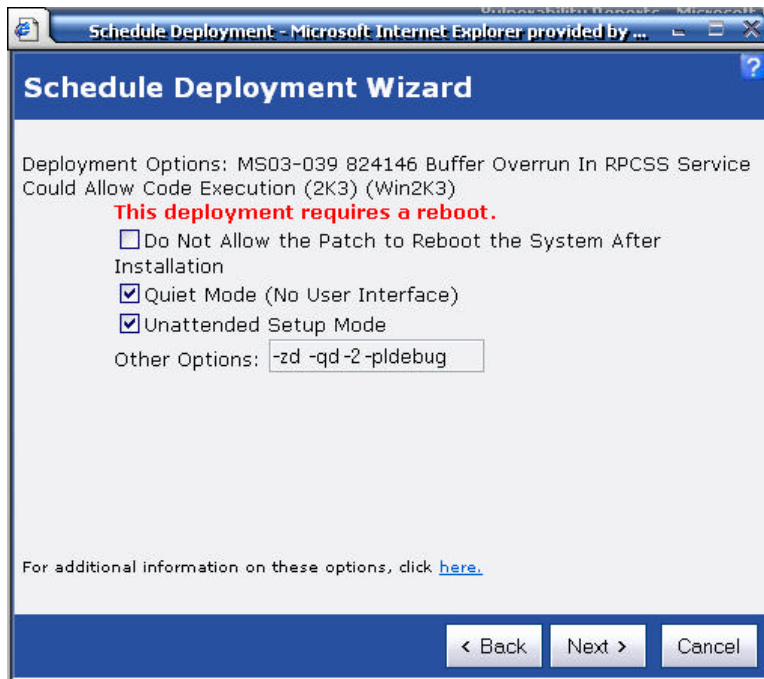 Vulnerability Reports - Microsoft
Schedule Deployment - Microsoft Internet Explorer provided by ...
?
Schedule Deployment Wizard
Deployment Options: MS03-039 824146 Buffer Overrun In RPCSS Service
Could Allow Code Execution (2K3) (Win2K3)
This deployment requires a reboot.
Do Not Allow the Patch to Reboot the System After
Installation
Quiet Mode (No User Interface)
Unattended Setup Mode
Other Options: -zd -qd -2 -pldebug
For additional information on these options, click here.
< Back Next > Cancel